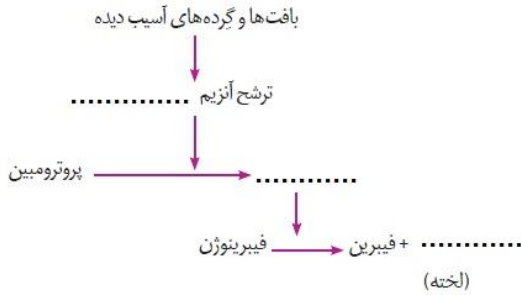 بافت‌ها و گِرده‌های آسیب دیده
ترشح آنزیم ................
پروترومبین
............
فیبرینوژن
فیبرین + ............
(لخته)